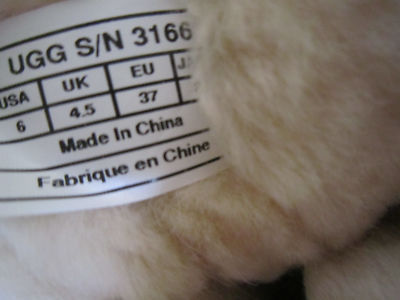 UGG S/N 3166
USA UK EU
6 4.5 37
Made In China
Fabrique en Chine